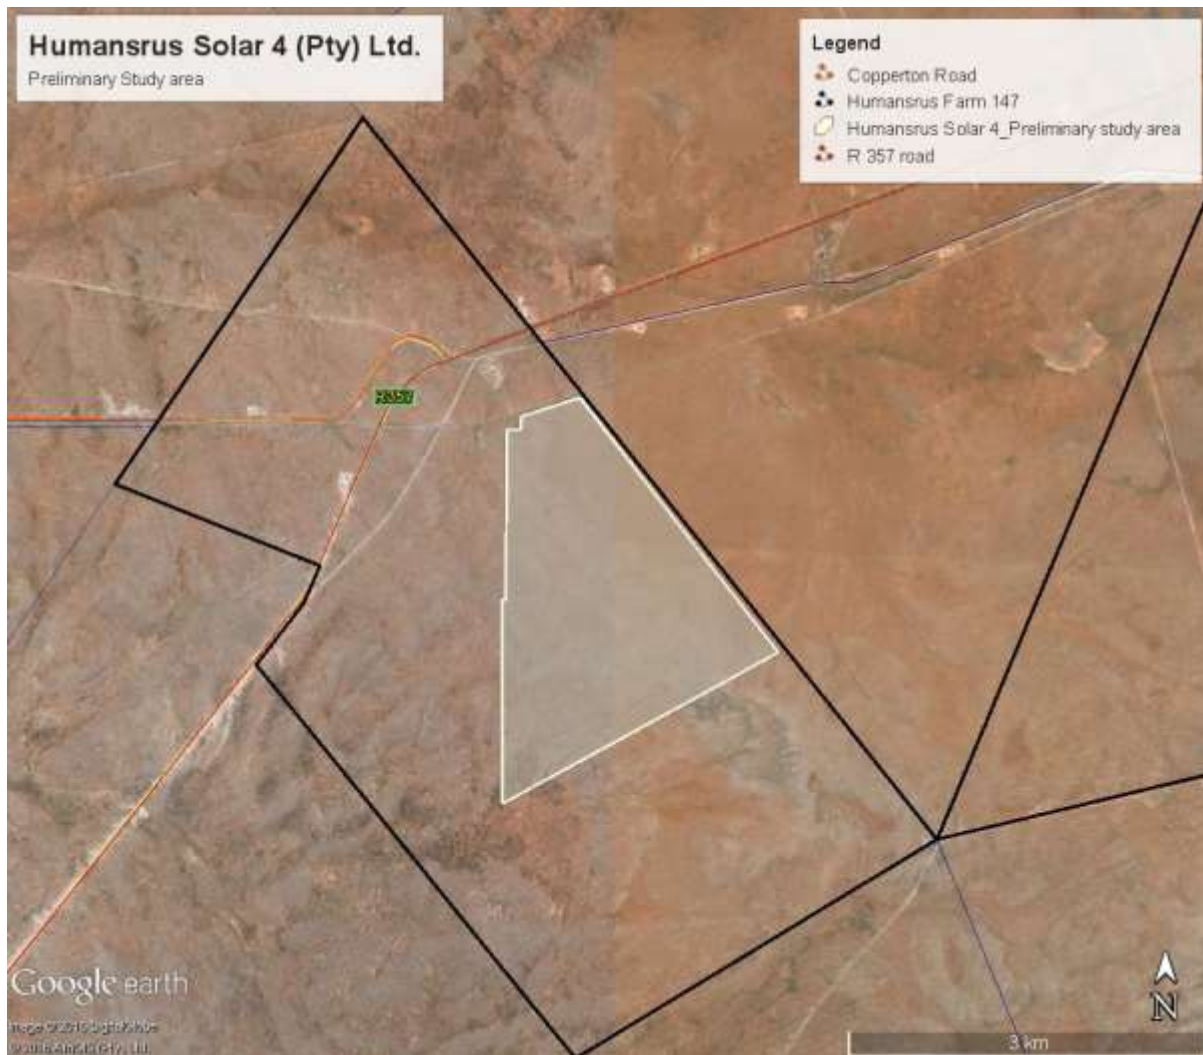 Humansrus Solar 4 (Pty) Ltd.
Preliminary Study area
Legend
Copperton Road
Humansrus Farm 147
Humansrus Solar 4_Preliminary study area
R 357 road
R357
Google earth
N
3 km